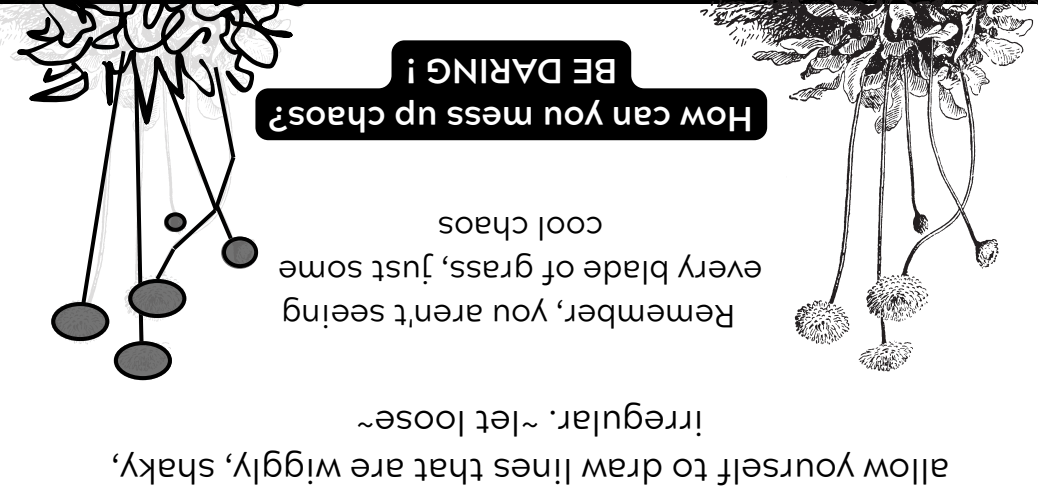 allow yourself to draw lines that are wiggly, shaky,
irregular. ~let loose~
Remember, you aren't seeing
every blade of grass, just some
cool chaos
How can you mess up chaos?
BE DARING !